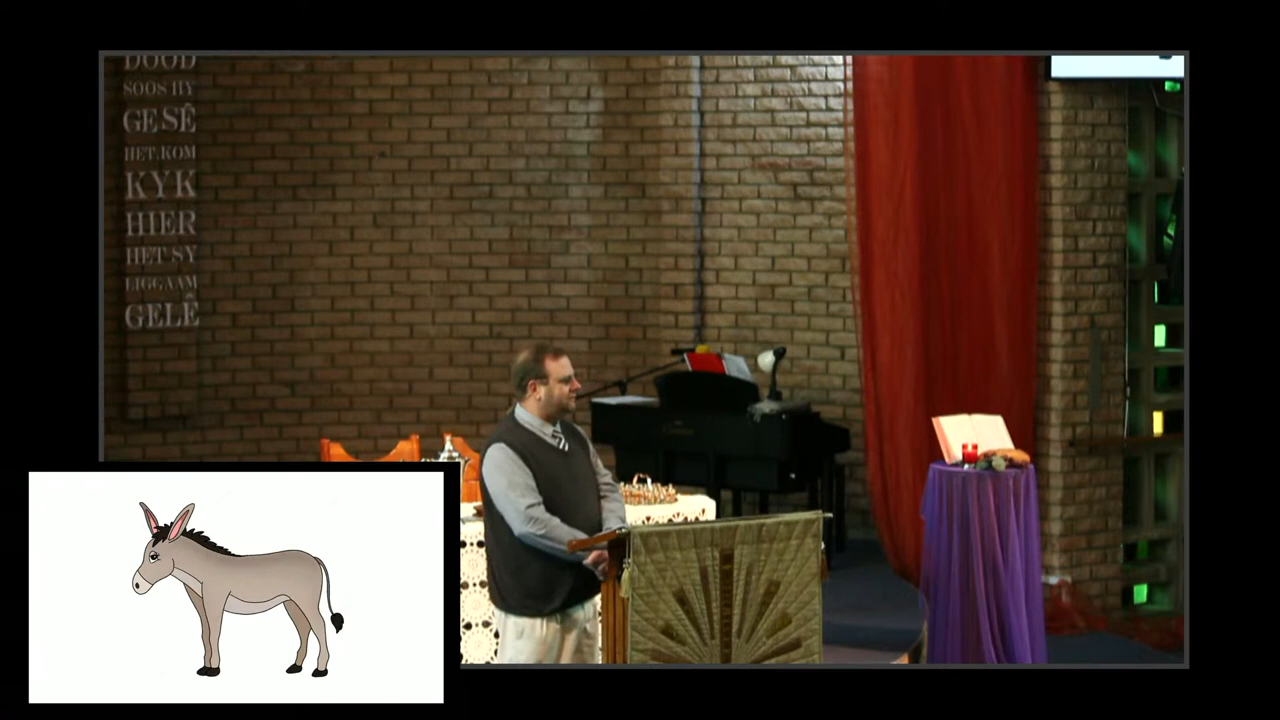 DOOD
SOOS HY
GESÊ
HET.KOM
KYK
HIER
HET SY
LIGGAAM
GELÊ